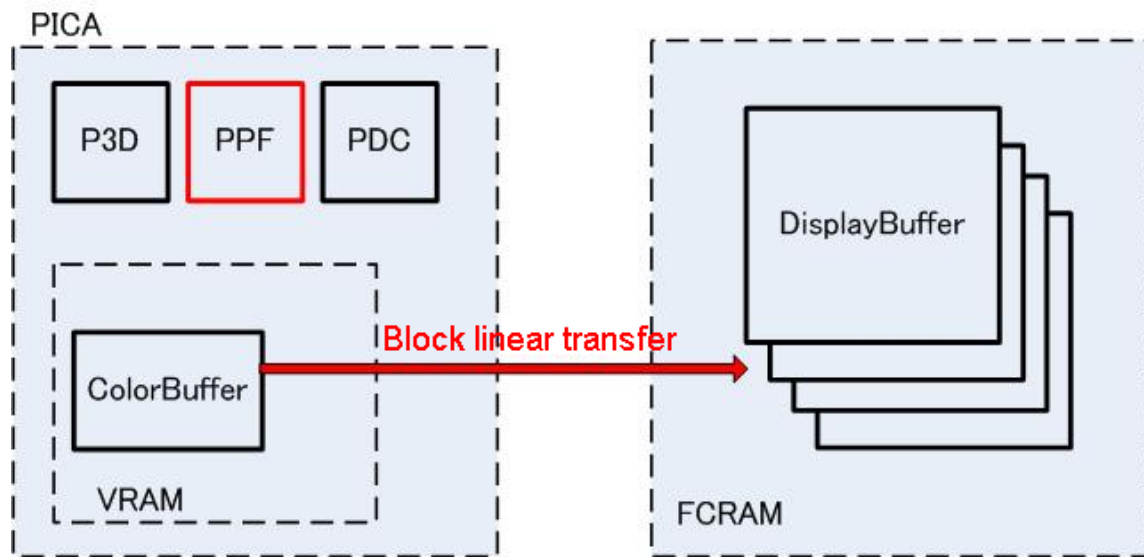 PICA
P3D
PPF
PDC
DisplayBuffer
Block linear transfer
ColorBuffer
VRAM
FCRAM